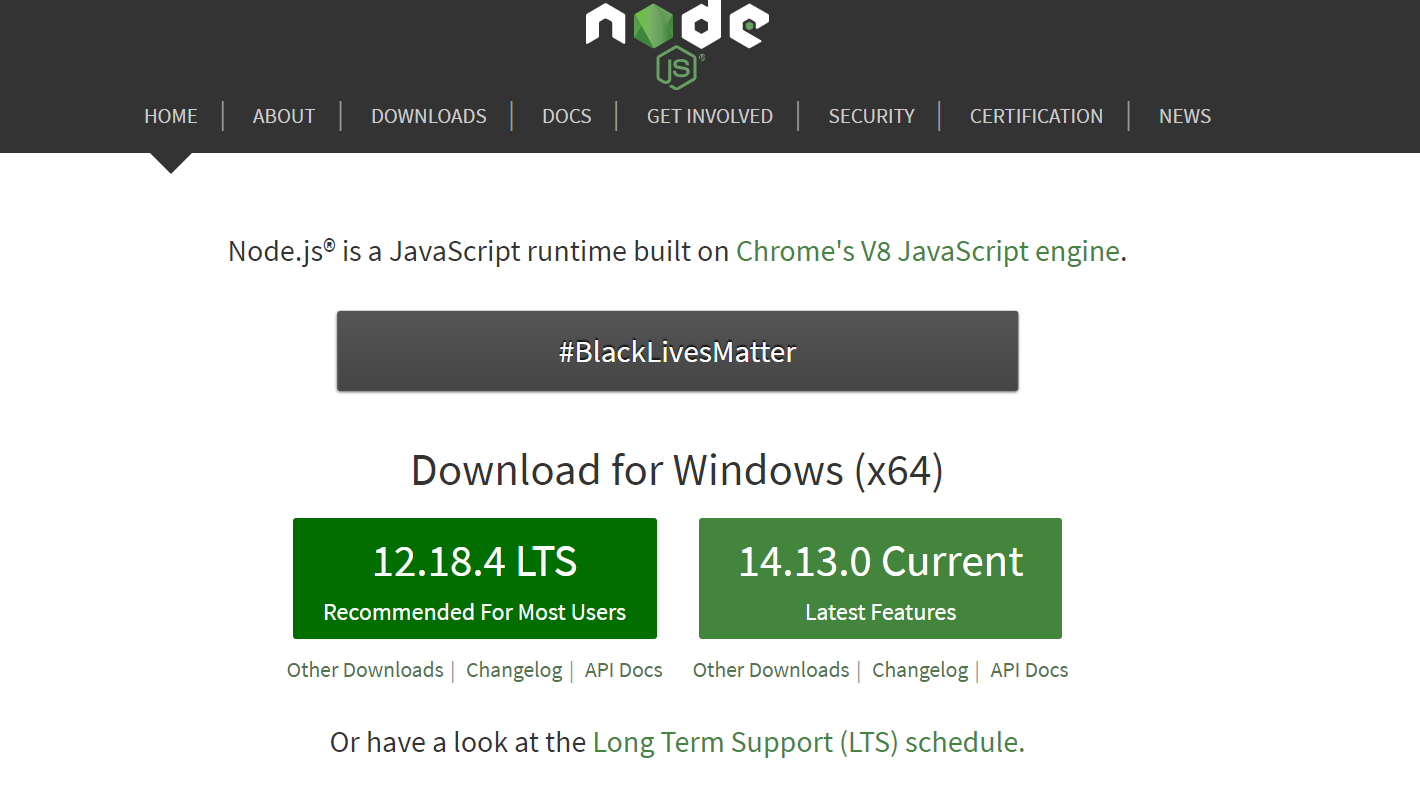 node
JS®
HOME | ABOUT | DOWNLOADS | DOCS | GET INVOLVED | SECURITY | CERTIFICATION | NEWS
Node.js® is a JavaScript runtime built on Chrome's V8 JavaScript engine.
#BlackLivesMatter
Download for Windows (x64)
12.18.4 LTS
Recommended For Most Users
14.13.0 Current
Latest Features
Other Downloads | Changelog | API Docs
Other Downloads | Changelog | API Docs
Or have a look at the Long Term Support (LTS) schedule.